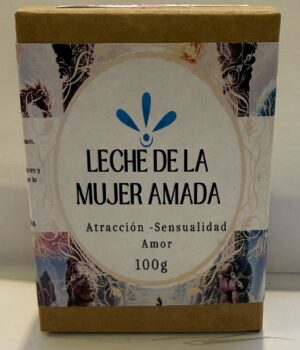 LECHE DE LA
MUJER AMADA
Atracción -Sensualidad
Amor
100g